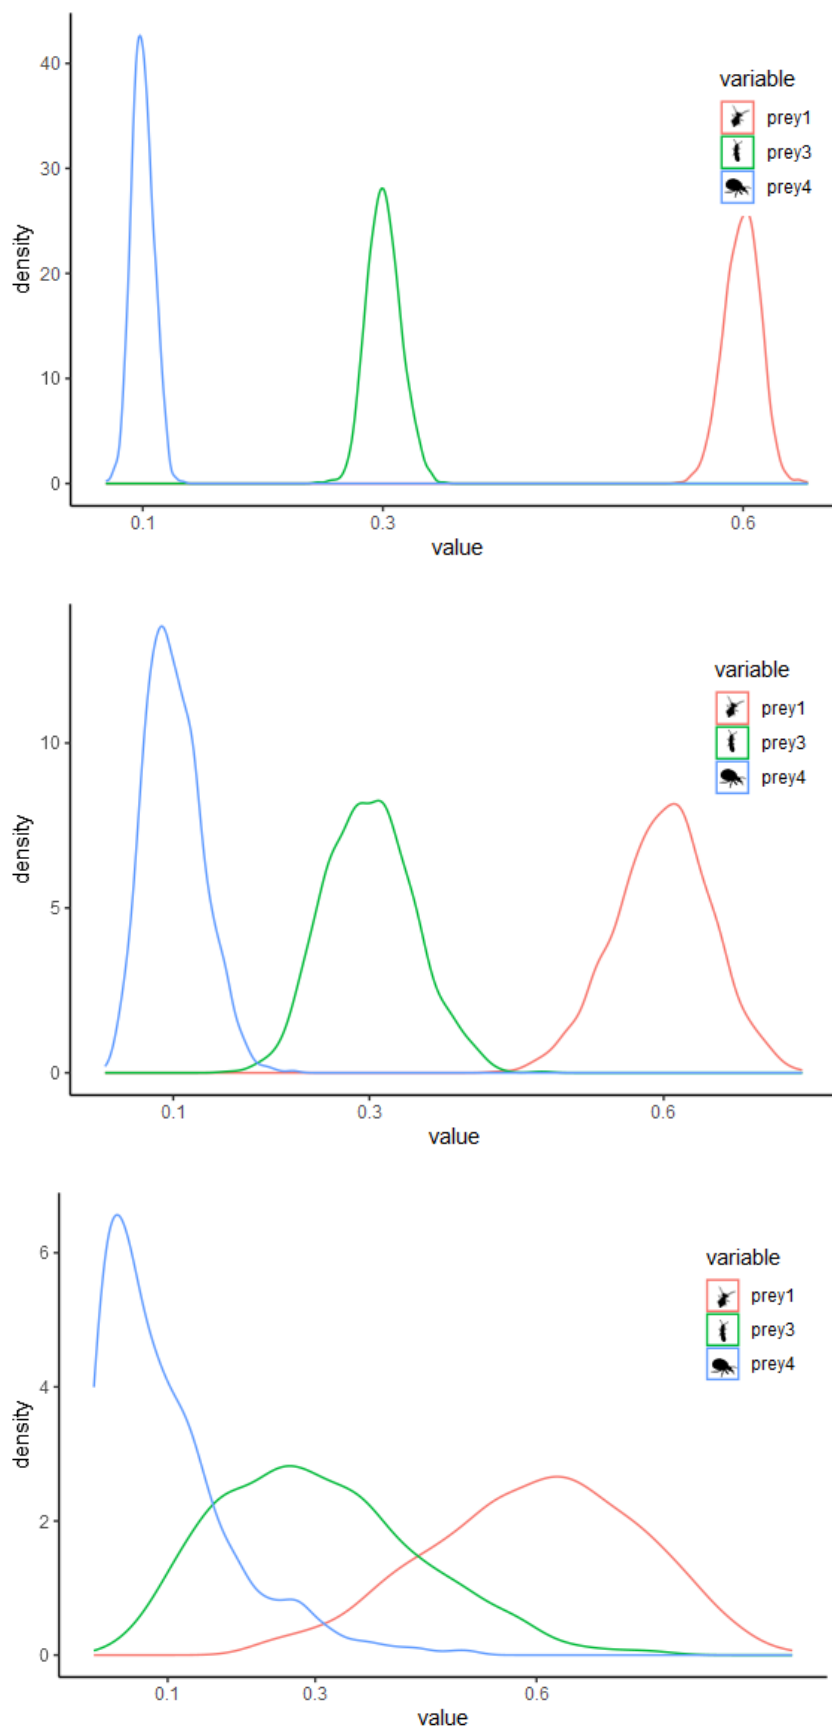 40
30
20
10
0
density
0.1 0.3 0.6
value
variable
prey1
prey3
prey4
10
5
0
density
0.1 0.3 0.6
value
variable
prey1
prey3
prey4
6
4
2
0
density
0.1 0.3 0.6
value
variable
prey1
prey3
prey4